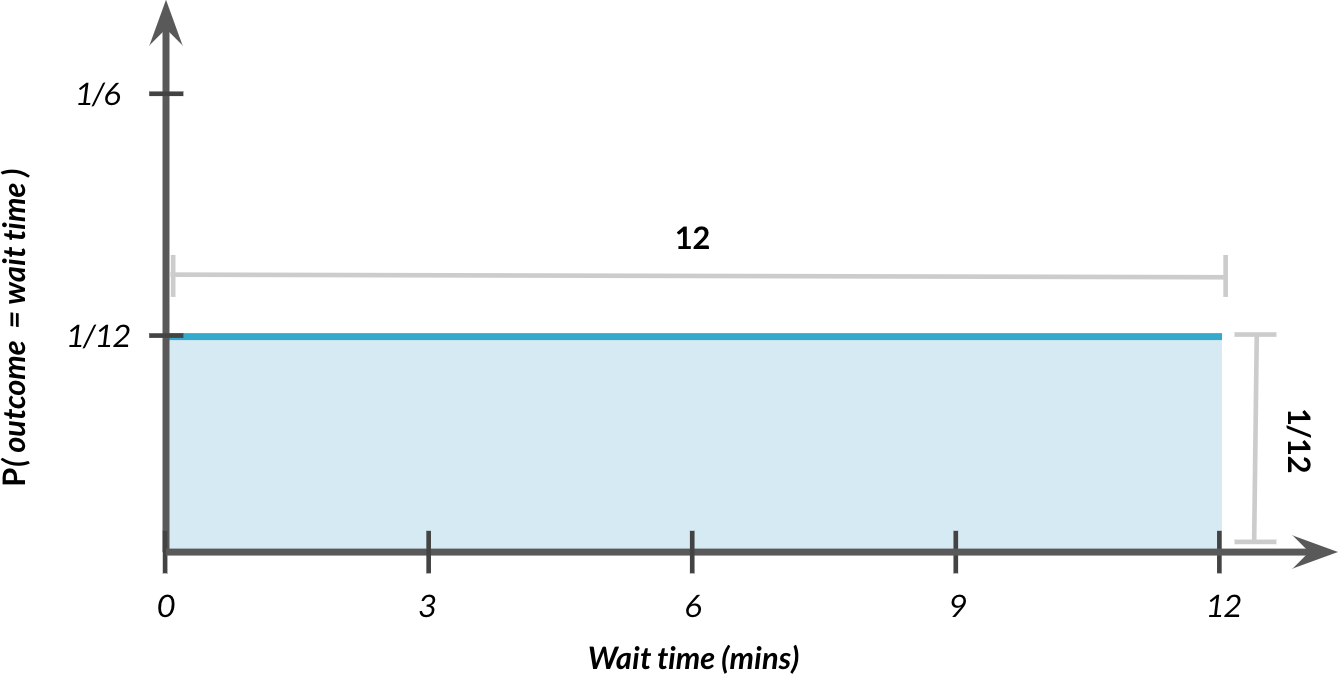 1/6
P( outcome = wait time )
12
1/12
1/12
0 3 6 9 12
Wait time (mins)